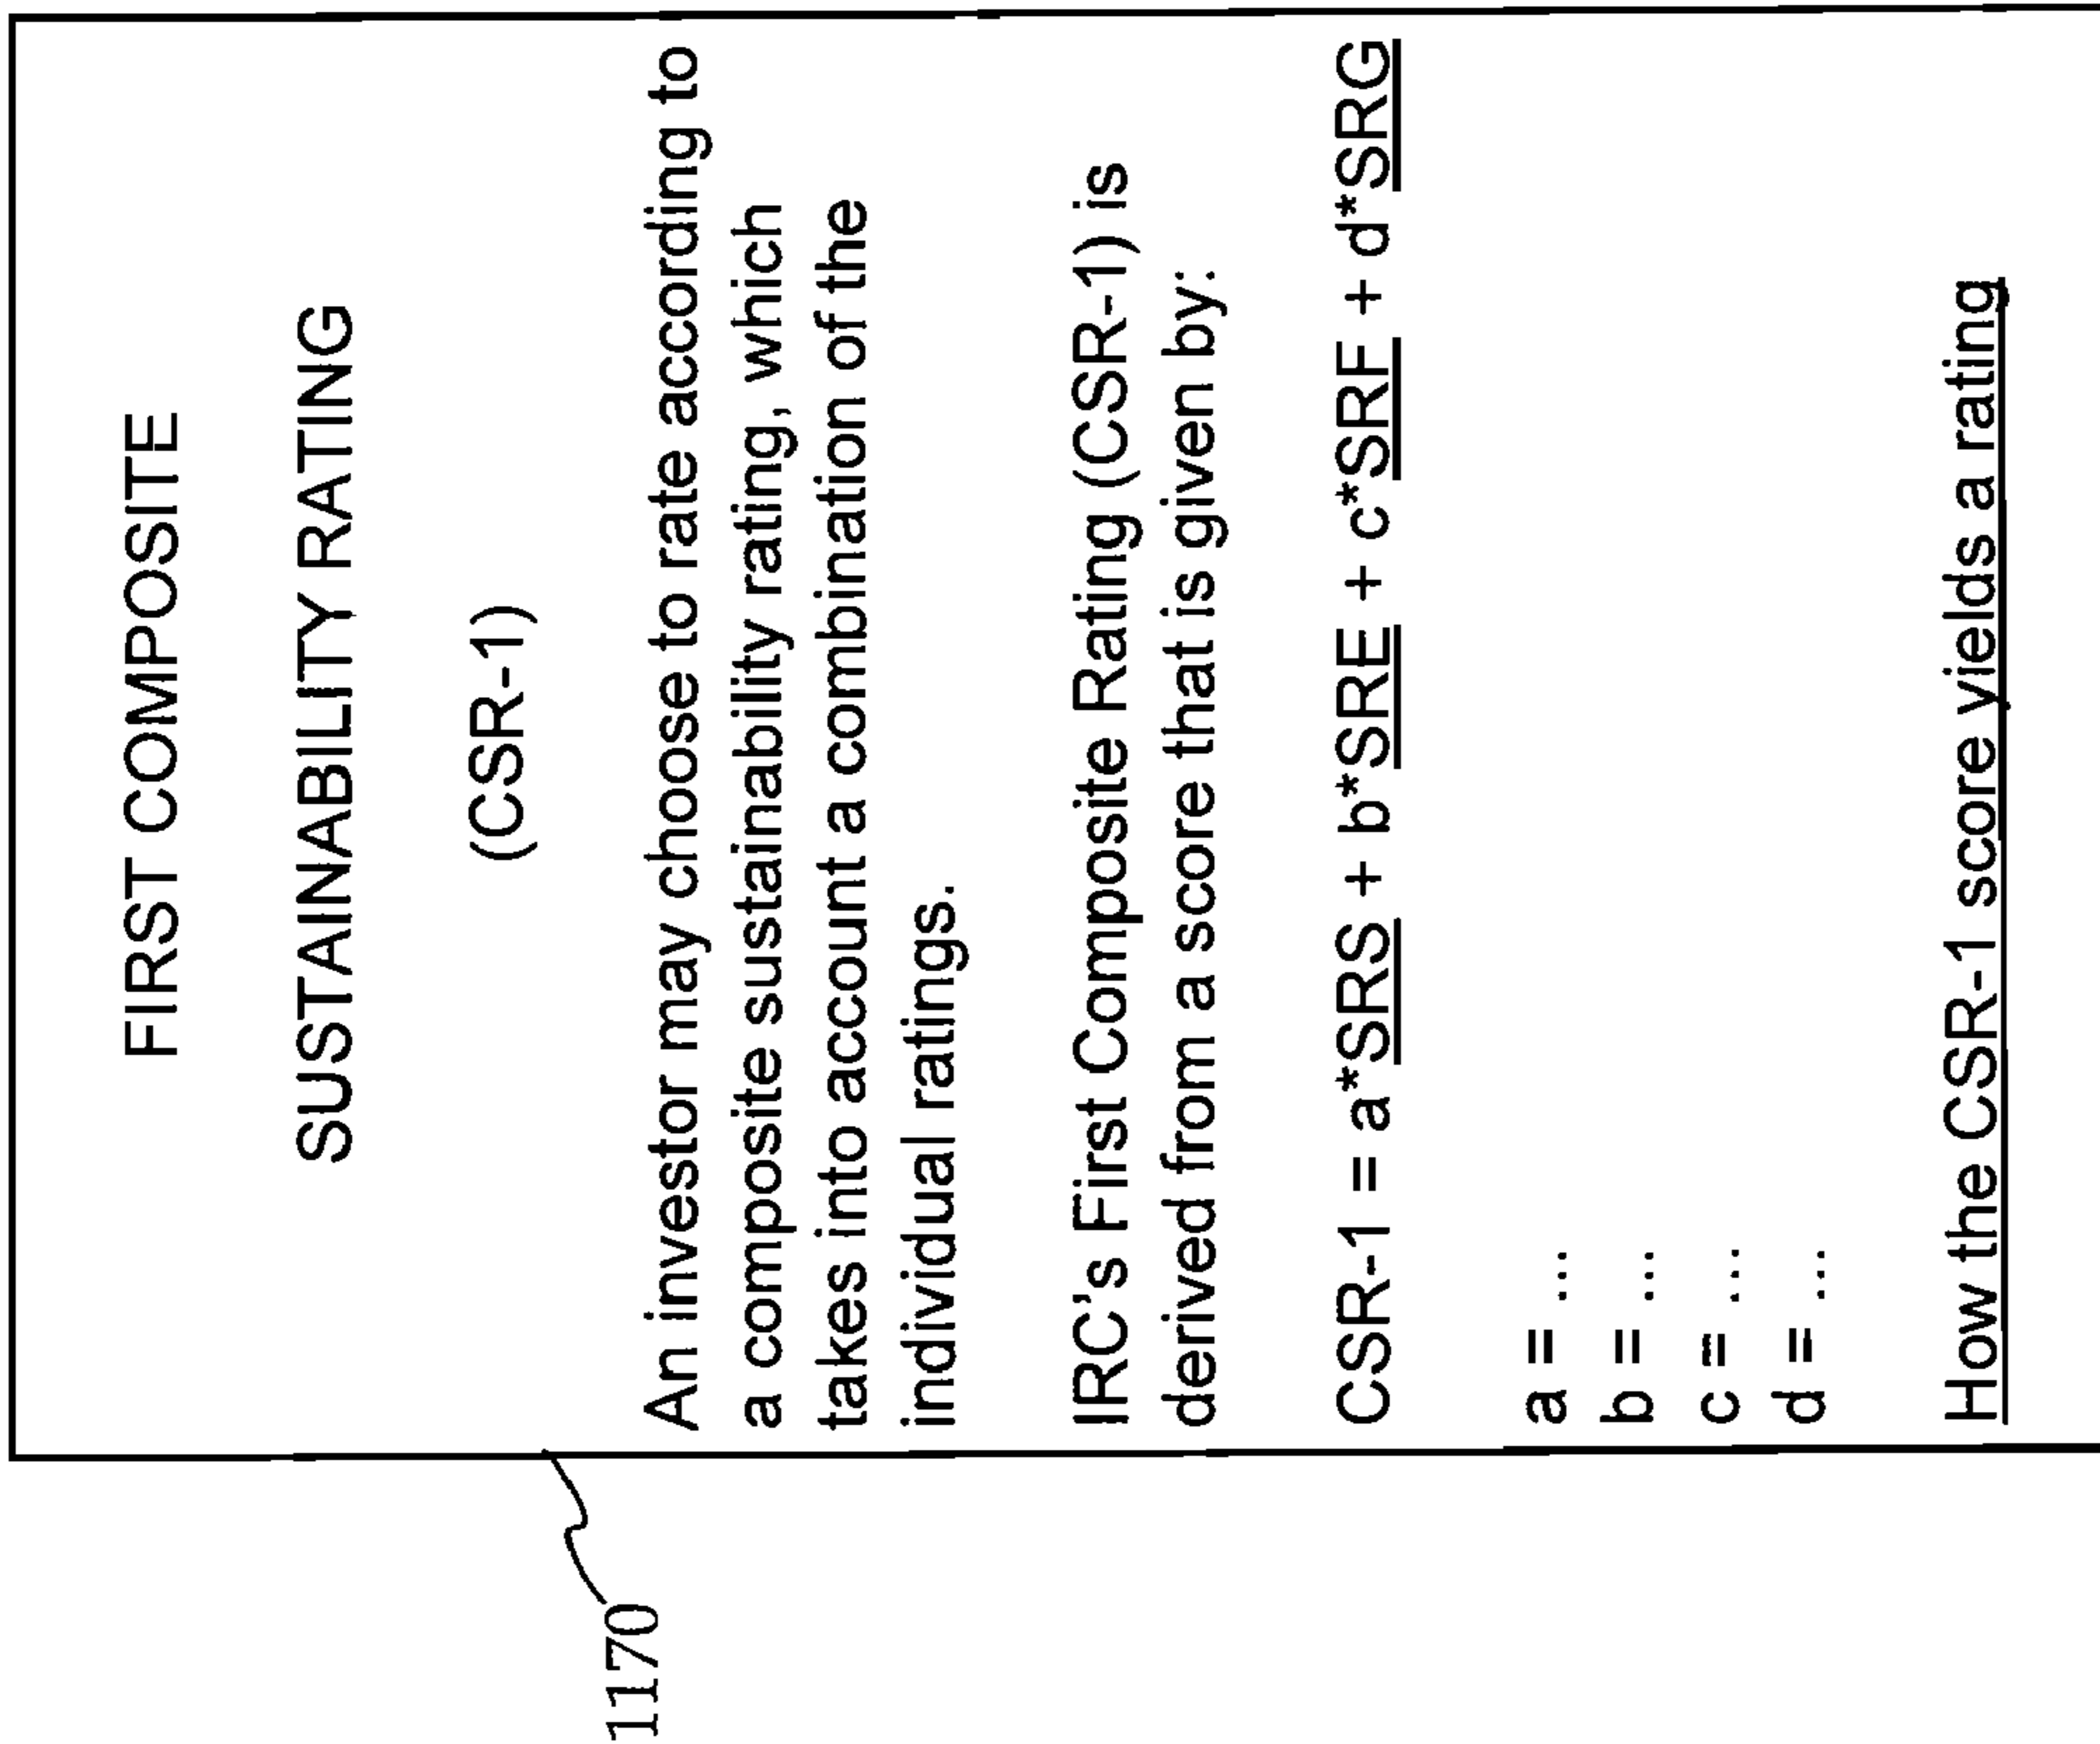 FIRST COMPOSITE
SUSTAINABILITY RATING
(CSR-1)
An investor may choose to rate according to
a composite sustainability rating, which
takes into account a combination of the
individual ratings.
IRC's First Composite Rating (CSR-1) is
derived from a score that is given by:
CSR-1 = a*SRS + b*SRE + c*SRF + d*SRG
a = ...
b = ...
c = ...
d = ...
How the CSR-1 score yields a rating
1170